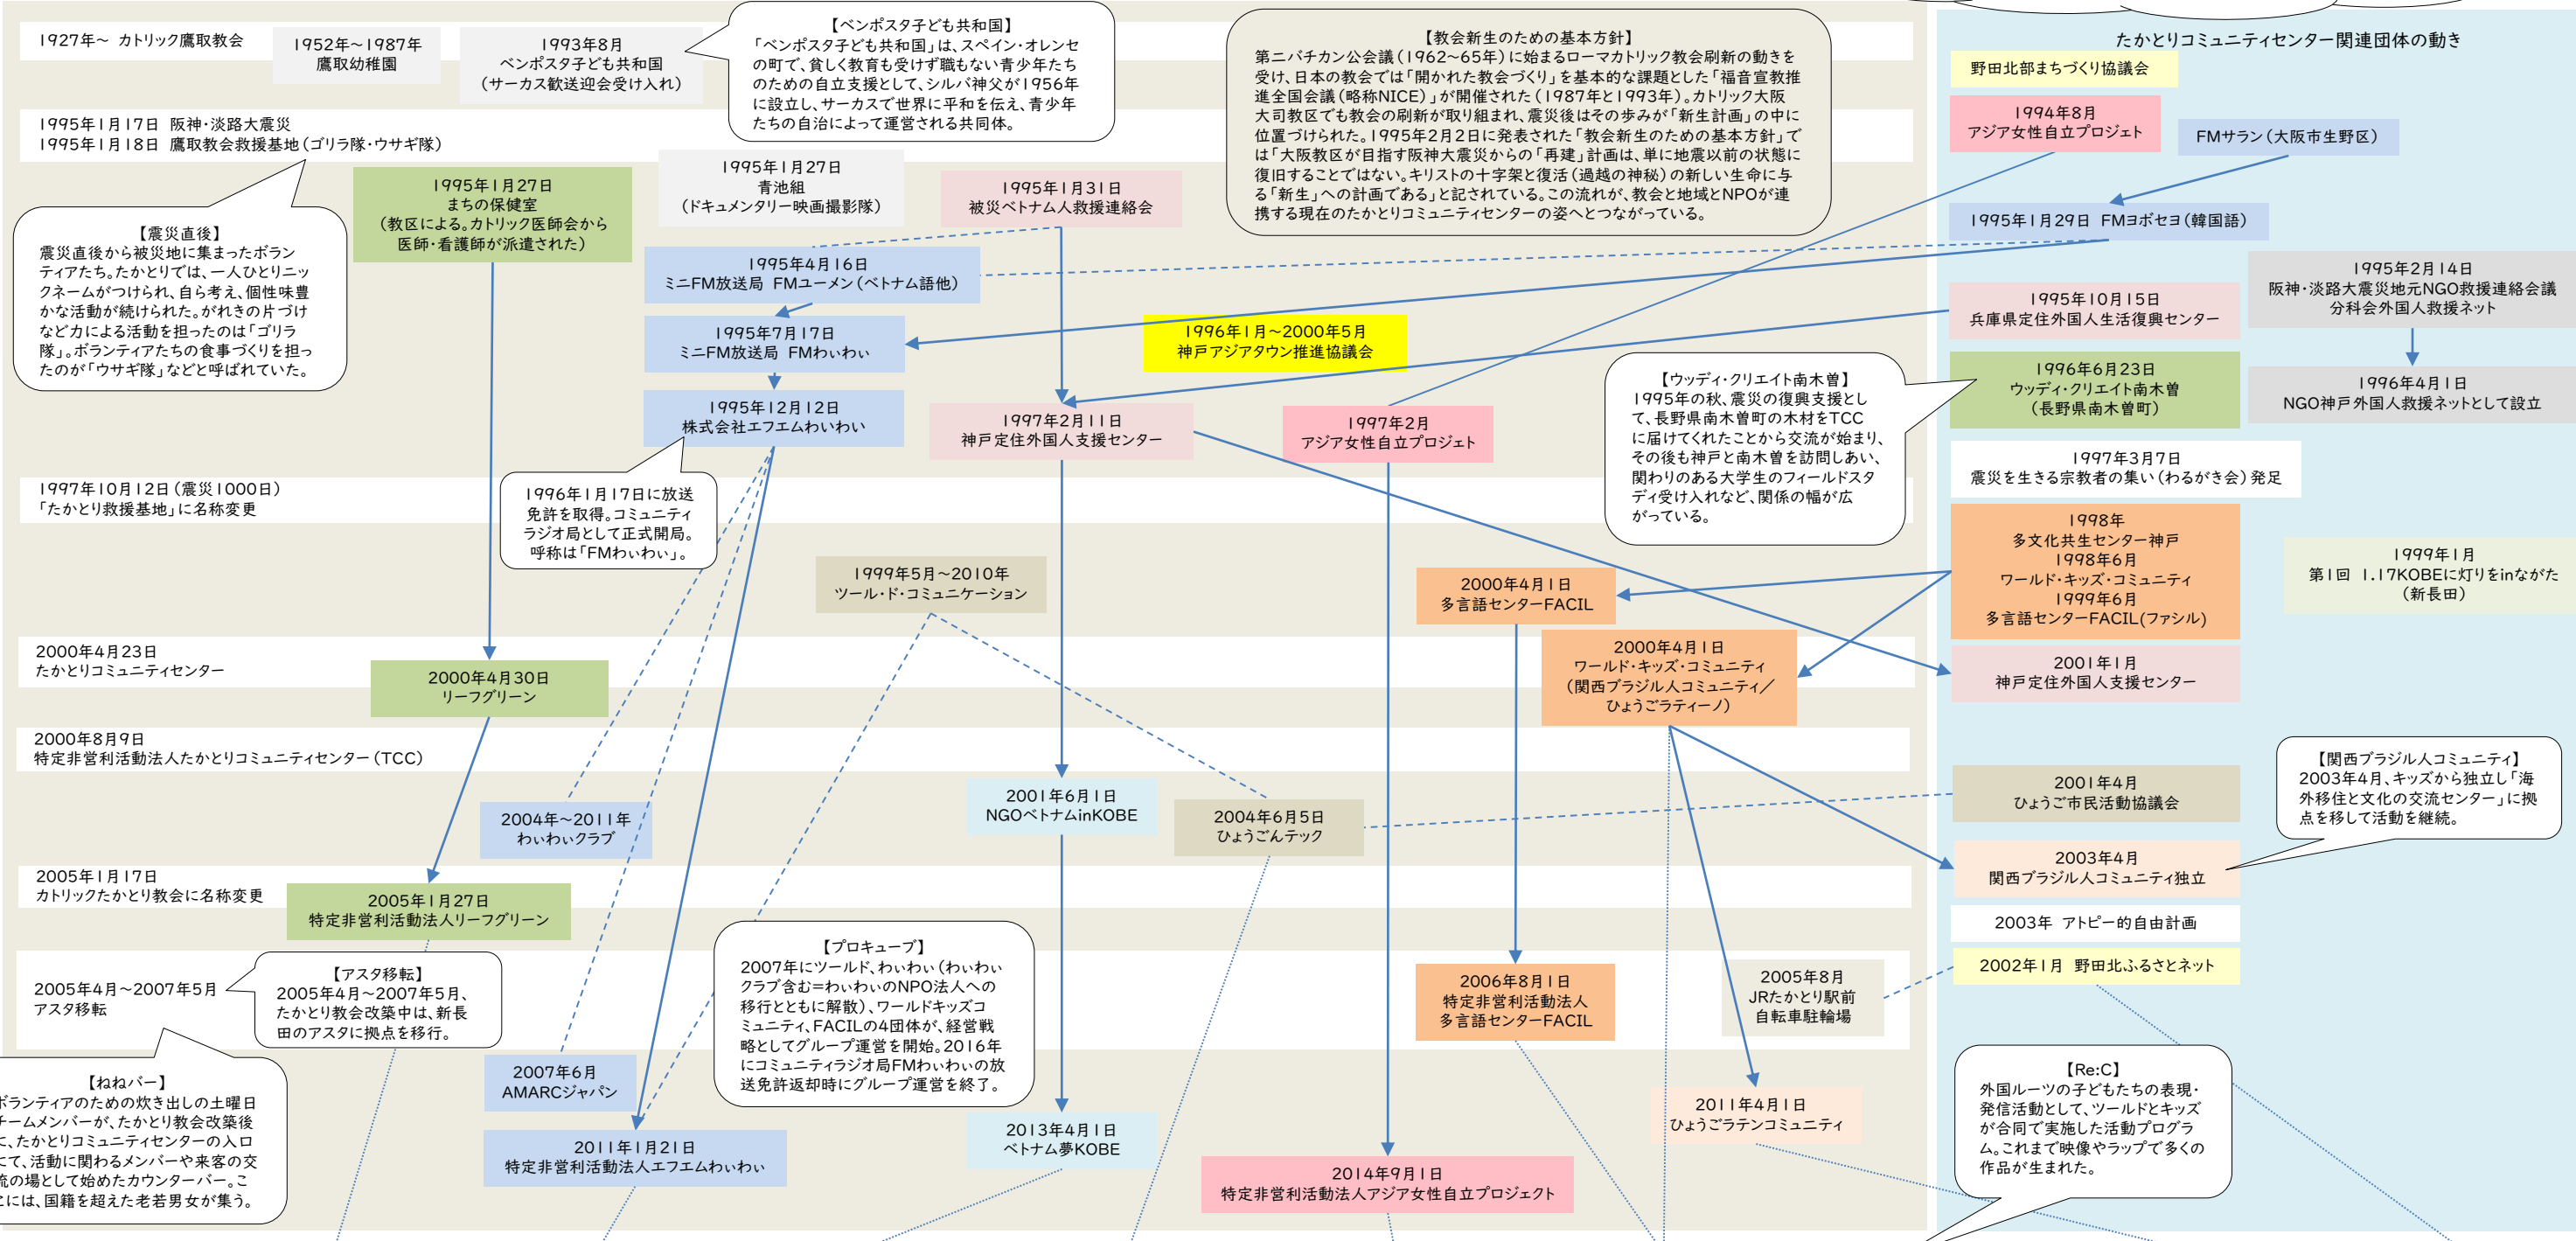 1927年～ カトリック鷹取教会
1952年～1987年
鷹取幼稚園
1993年8月
ベンポスタ子ども共和国
（サーカス歓送迎会受け入れ）
【ベンポスタ子ども共和国】
「ベンポスタ子ども共和国」は、スペイン・オレンセ
の町で、貧しく教育も受けず職もない青少年たち
のための自立支援として、シルバ神父が1956年
に設立し、サーカスで世界に平和を伝え、青少年
たちの自治によって運営される共同体。
【教会新生のための基本方針】
第二バチカン公会議（1962～65年）に始まるローマカトリック教会刷新の動きを
受け、日本の教会では「開かれた教会づくり」を基本的な課題とした「福音宣教推
進全国会議（略称NICE）」が開催された（1987年と1993年）。カトリック大阪
大司教区でも教会の刷新が取り組まれ、震災後はその歩みが「新生計画」の中に
位置づけられた。1995年2月2日に発表された「教会新生のための基本方針」で
は「大阪教区が目指す阪神大震災からの「再建」計画は、単に地震以前の状態に
復旧することではない。キリストの十字架と復活（過越の神秘）の新しい生命に与
る「新生」への計画である」と記されている。この流れが、教会と地域とNPOが連
携する現在のたかとりコミュニティセンターの姿へとつながっている。
たかとりコミュニティセンター関連団体の動き
野田北部まちづくり協議会
1994年8月
アジア女性自立プロジェクト
FMサラン（大阪市生野区）
1995年1月17日 阪神・淡路大震災
1995年1月18日 鷹取教会救援基地（ゴリラ隊・ウサギ隊）
【震災直後】
震災直後から被災地に集まったボラン
ティアたち。たかとりでは、一人ひとりニッ
クネームがつけられ、自ら考え、個性味豊
かな活動が続けられた。がれきの片づけ
など力による活動を担ったのは「ゴリラ
隊」。ボランティアたちの食事づくりを担っ
たのが「ウサギ隊」などと呼ばれていた。
1995年1月27日
まちの保健室
（教区による。カトリック医師会から
医師・看護師が派遣された）
1995年1月27日
青池組
（ドキュメンタリー映画撮影隊）
1995年1月31日
被災ベトナム人救援連絡会
1995年1月29日 FMヨボセヨ（韓国語）
1995年4月16日
ミニFM放送局 FMユーメン（ベトナム語他）
1995年2月14日
阪神・淡路大震災地元NGO救援連絡会議
分科会外国人救援ネット
1995年10月15日
兵庫県定住外国人生活復興センター
1995年7月17日
ミニFM放送局 FMわぃわぃ
1996年1月～2000年5月
神戸アジアタウン推進協議会
1996年6月23日
ウッディ・クリエイト南木曽
（長野県南木曽町）
1996年4月1日
NGO神戸外国人救援ネットとして設立
【ウッディ・クリエイト南木曽】
1995年の秋、震災の復興支援とし
て、長野県南木曽町の木材をTCC
に届けてくれたことから交流が始まり、
その後も神戸と南木曽を訪問しあい、
関わりのある大学生のフィールドスタ
ディ受け入れなど、関係の幅が広
がっている。
1995年12月12日
株式会社エフエムわいわい
1997年2月11日
神戸定住外国人支援センター
1997年2月
アジア女性自立プロジェクト
1997年3月7日
震災を生きる宗教者の集い（わるがき会）発足
1997年10月12日（震災1000日）
「たかとり救援基地」に名称変更
1996年1月17日に放送
免許を取得。コミュニティ
ラジオ局として正式開局。
呼称は「FMわぃわぃ」。
1998年
多文化共生センター神戸
1998年6月
ワールド・キッズ・コミュニティ
1999年6月
多言語センターFACIL(ファシル)
1999年1月
第1回 1.17KOBEに灯りをinながた
（新長田）
1999年5月～2010年
ツール・ド・コミュニケーション
2000年4月1日
多言語センターFACIL
2000年4月1日
ワールド・キッズ・コミュニティ
（関西ブラジル人コミュニティ／
ひょうごラティーノ）
2000年4月23日
たかとりコミュニティセンター
2000年4月30日
リーフグリーン
2001年1月
神戸定住外国人支援センター
2000年8月9日
特定非営利活動法人たかとりコミュニティセンター（TCC）
2004年～2011年
わぃわぃクラブ
2001年6月1日
NGOベトナムinKOBE
2004年6月5日
ひょうごんテック
2001年4月
ひょうご市民活動協議会
【関西ブラジル人コミュニティ】
2003年4月、キッズから独立し「海
外移住と文化の交流センター」に拠
点を移して活動を継続。
2003年4月
関西ブラジル人コミュニティ独立
2005年1月17日
カトリックたかとり教会に名称変更
2005年1月27日
特定非営利活動法人リーフグリーン
2003年 アトピー的自由計画
2002年1月 野田北ふるさとネット
2005年4月～2007年5月
アスタ移転
【アスタ移転】
2005年4月～2007年5月、
たかとり教会改築中は、新長
田のアスタに拠点を移行。
【プロキューブ】
2007年にツールド、わぃわぃ（わぃわぃ
クラブ含む=わぃわぃのNPO法人への
移行とともに解散）、ワールドキッズコ
ミュニティ、FACILの4団体が、経営戦
略としてグループ運営を開始。2016年
にコミュニティラジオ局FMわぃわぃの放
送免許返却時にグループ運営を終了。
2006年8月1日
特定非営利活動法人
多言語センターFACIL
2005年8月
JRたかとり駅前
自転車駐輪場
【ねねバー】
ボランティアのための炊き出しの土曜日
チームメンバーが、たかとり教会改築後
に、たかとりコミュニティセンターの入口
にて、活動に関わるメンバーや来客の交
流の場として始めたカウンターバー。こ
こには、国籍を超えた老若男女が集う。
2007年6月
AMARCジャパン
2011年1月21日
特定非営利活動法人エフエムわぃわぃ
2013年4月1日
ベトナム夢KOBE
2014年9月1日
特定非営利活動法人アジア女性自立プロジェクト
2011年4月1日
ひょうごラテンコミュニティ
【Re:C】
外国ルーツの子どもたちの表現・
発信活動として、ツールドとキッズ
が合同で実施した活動プログラ
ム。これまで映像やラップで多くの
作品が生まれた。